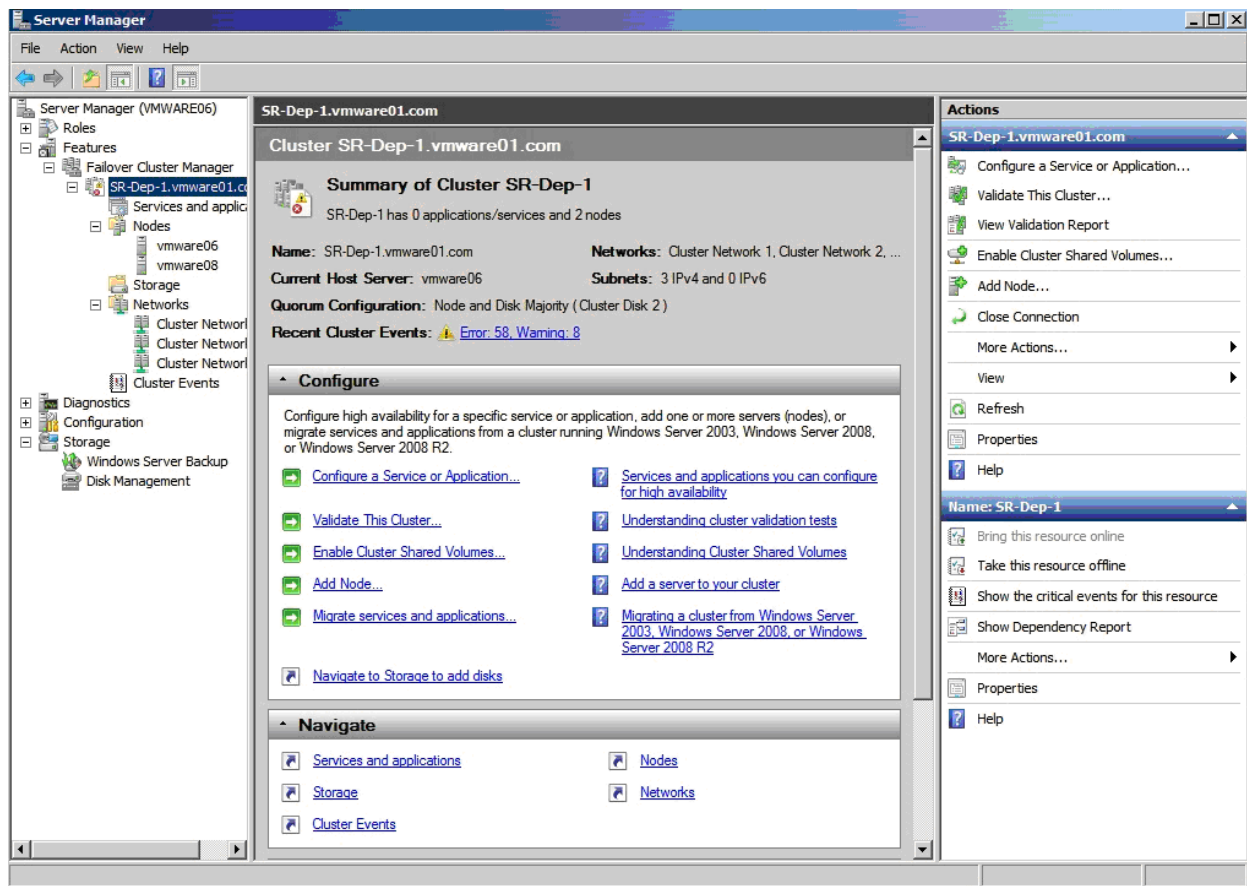 Server Manager
File Action View Help
Server Manager (VMWARE06)
Roles
Features
Failover Cluster Manager
SR-Dep-1.vmware01.co
Services and applica
Nodes
vmware06
vmware08
Storage
Networks
Cluster Networ
Cluster Networ
Cluster Networ
Cluster Events
Diagnostics
Configuration
Storage
Windows Server Backup
Disk Management
SR-Dep-1.vmware01.com
Cluster SR-Dep-1.vmware01.com
Summary of Cluster SR-Dep-1
SR-Dep-1 has 0 applications/services and 2 nodes
Name: SR-Dep-1.vmware01.com
Networks: Cluster Network 1, Cluster Network 2, ...
Current Host Server: vmware06
Subnets: 3 IPv4 and 0 IPv6
Quorum Configuration: Node and Disk Majority (Cluster Disk 2)
Recent Cluster Events: Error: 58, Warning: 8
Configure
Configure high availability for a specific service or application, add one or more servers (nodes), or
migrate services and applications from a cluster running Windows Server 2003, Windows Server 2008,
or Windows Server 2008 R2.
Configure a Service or Application...
Services and applications you can configure
for high availability
Validate This Cluster...
Understanding cluster validation tests
Enable Cluster Shared Volumes...
Understanding Cluster Shared Volumes
Add Node...
Add a server to your cluster
Migrate services and applications...
Migrating a cluster from Windows Server
2003, Windows Server 2008, or Windows
Server 2008 R2
Navigate to Storage to add disks
Navigate
Services and applications
Nodes
Storage
Networks
Cluster Events
Actions
SR-Dep-1.vmware01.com
Configure a Service or Application...
Validate This Cluster...
View Validation Report
Enable Cluster Shared Volumes...
Add Node...
Close Connection
More Actions...
View
Refresh
Properties
Help
Name: SR-Dep-1
Bring this resource online
Take this resource offline
Show the critical events for this resource
Show Dependency Report
More Actions...
Properties
Help